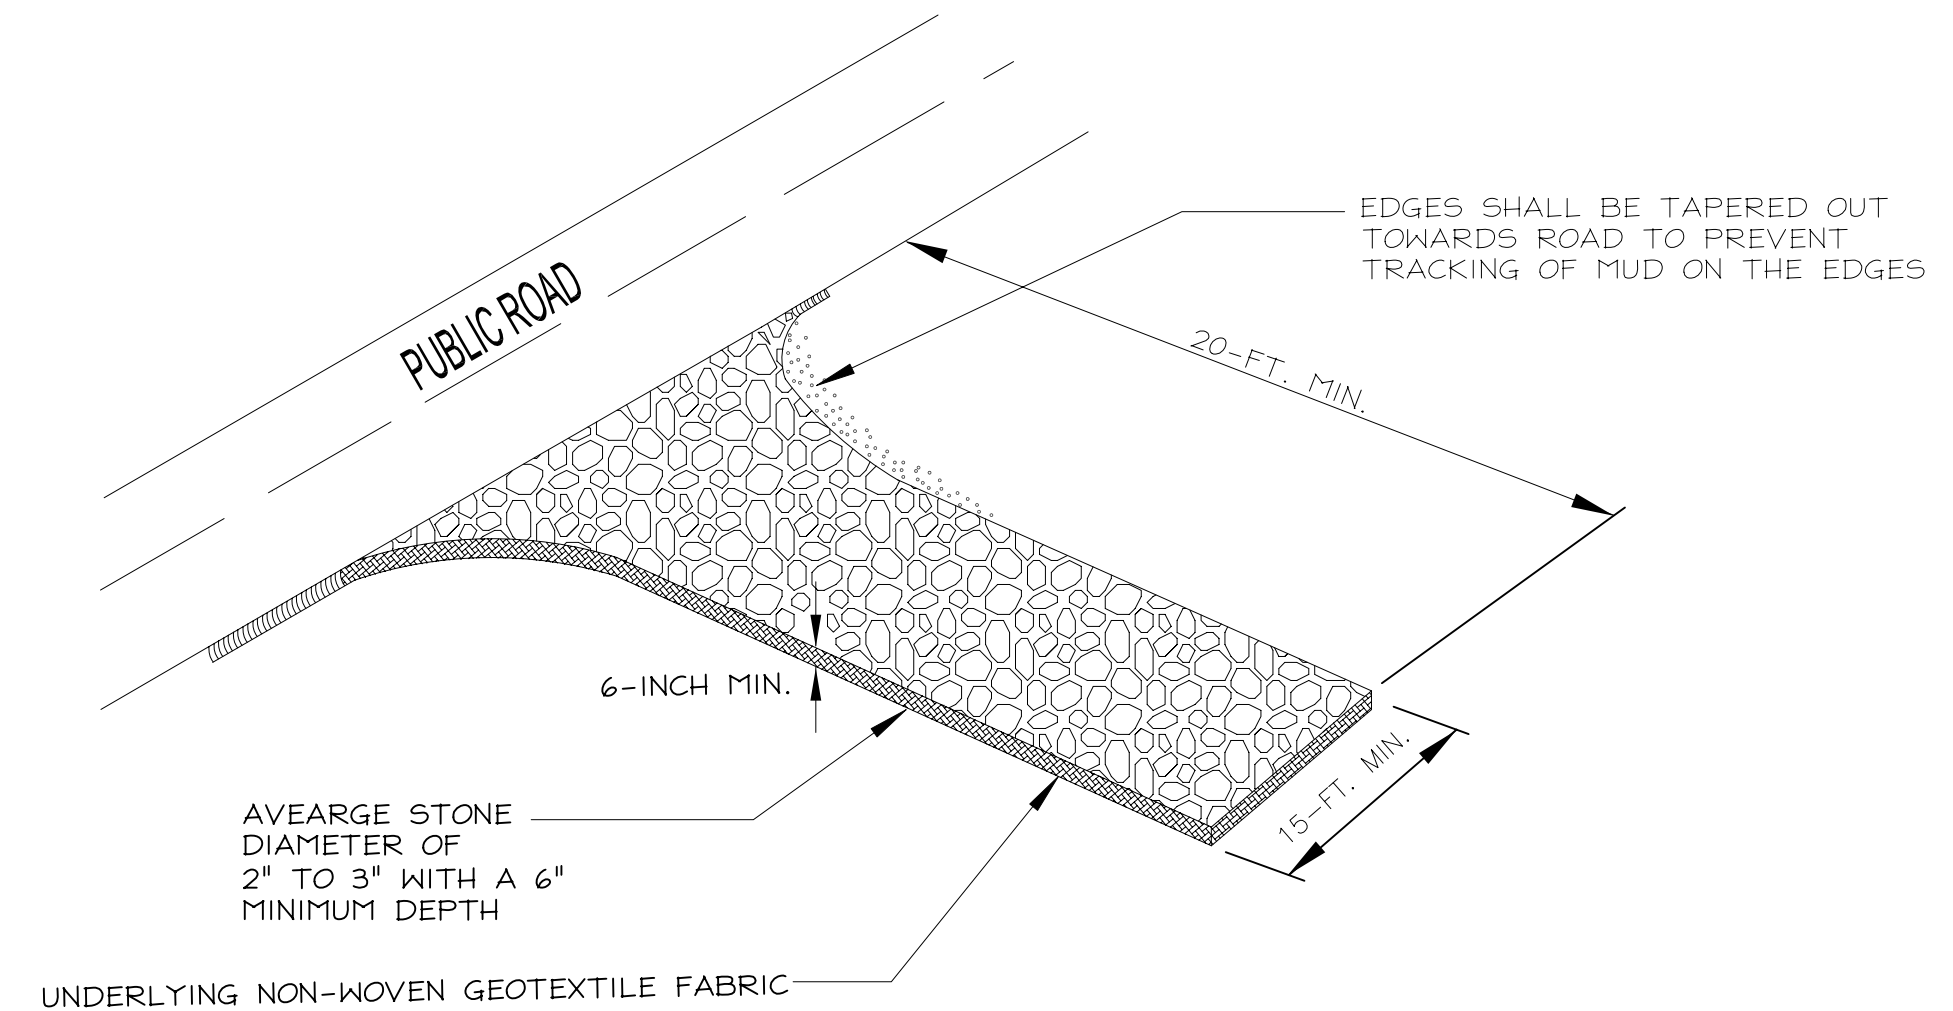 PUBLIC ROAD
EDGES SHALL BE TAPERED OUT
TOWARDS ROAD TO PREVENT
TRACKING OF MUD ON THE EDGES
20-FT. MIN.
6-INCH MIN.
15-FT. MIN.
AVEARGE STONE
DIAMETER OF
2" TO 3" WITH A 6"
MINIMUM DEPTH
UNDERLYING NON-WOVEN GEOTEXTILE FABRIC